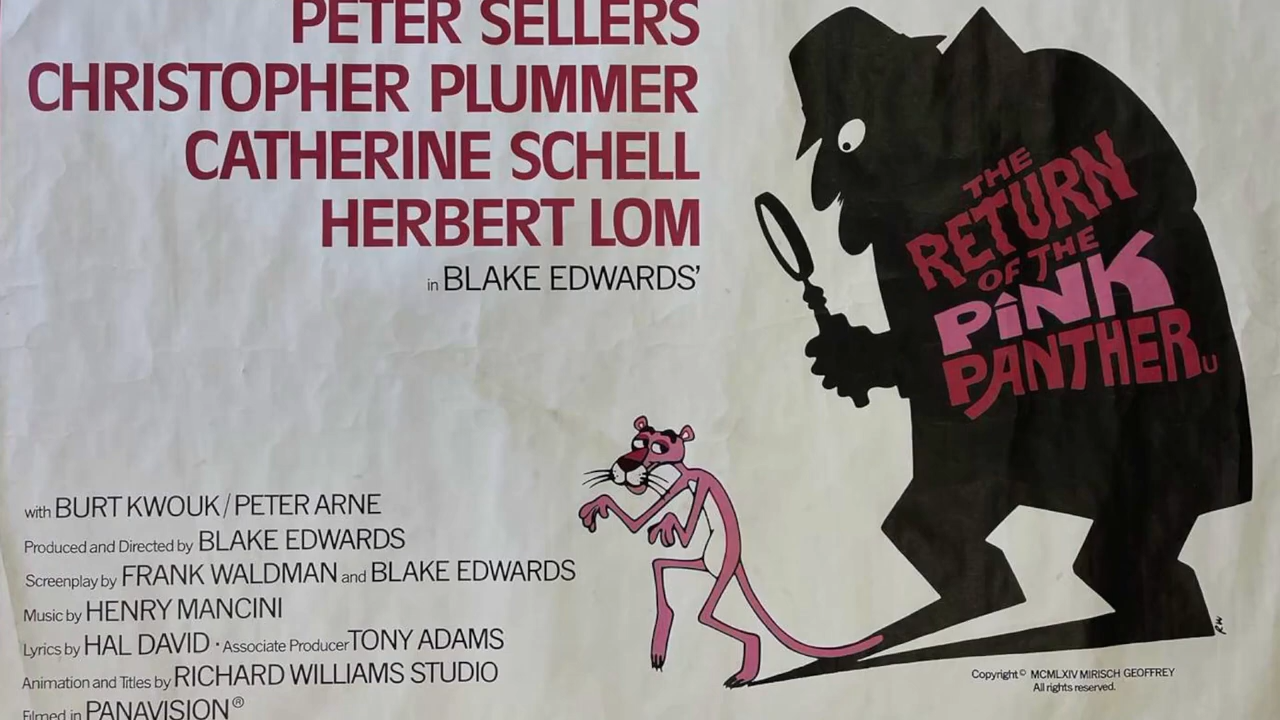 PETER SELLERS
CHRISTOPHER PLUMMER
CATHERINE SCHELL
HERBERT LOM
in BLAKE EDWARDS'
THE
RETURN
OF THE
PINK
PANTHER U
with BURT KWOUK / PETER ARNE
Produced and Directed by BLAKE EDWARDS
Screenplay by FRANK WALDMAN and BLAKE EDWARDS
Music by HENRY MANCINI
Lyrics by HAL DAVID · Associate Producer TONY ADAMS
Animation and Titles by RICHARD WILLIAMS STUDIO
Filmed in PANAVISION®
RW
Copyright © MCMLXIV MIRISCH GEOFFREY
All rights reserved.